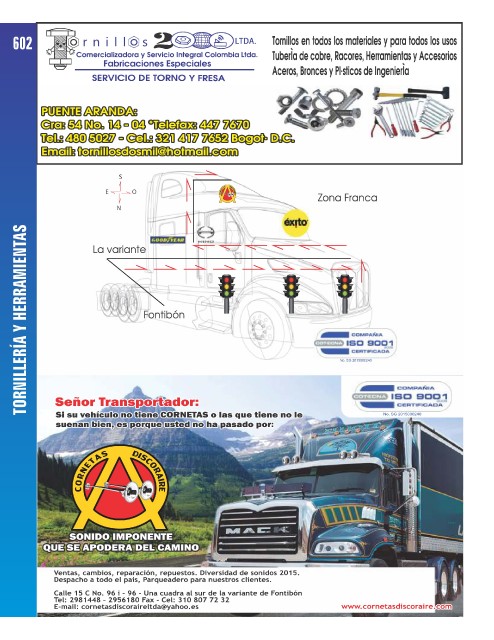 602
TORNILLERÍA Y HERRAMIENTAS
Tornillos 2000 LTDA.
Comercializadora y Servicio Integral Colombia Ltda.
Fabricaciones Especiales
SERVICIO DE TORNO Y FRESA
Tornillos en todos los materiales y para todos los usos
Tuberia de cobre, Racores, Herramientas y Accesorios
Aceros, Bronces y Pl·sticos de Ingeniería
PUENTE ARANDA:
Cra: 54 No. 14 - 04 *Telefax: 447 7670
Tel.: 480 5027 - Cel.: 321 417 7652 Bogot· D.C.
Email: tornillosdosmil@hotmail.com
S
E
O
N
Zona Franca
éxito
GOODYEAR
La variante
Fontibón
COMPAÑIA
COTECNA ISO 9001
CERTIFICADA
COMPAÑIA
COTECNA ISO 9001
CERTIFICADA
Señor Transportador:
Si su vehículo no tiene CORNETAS o las que tiene no le
suenan bien, es porque usted no ha pasado por:
CORNETAS DISCORAIRE
SONIDO IMPONENTE
QUE SE APODERA DEL CAMINO
MACK
Ventas, cambios, reparación, repuestos. Diversidad de sonidos 2015.
Despacho a todo el pais, Parqueadero para nuestros clientes.
Calle 15 C No. 96 i - 96 - Una cuadra al sur de la variante de Fontibón
Tel: 2981448 - 2956180 Fax - Cel: 310 807 72 32
E-mail: cornetasdiscoraireltda@yahoo.es
www.cornetasdiscoraire.com